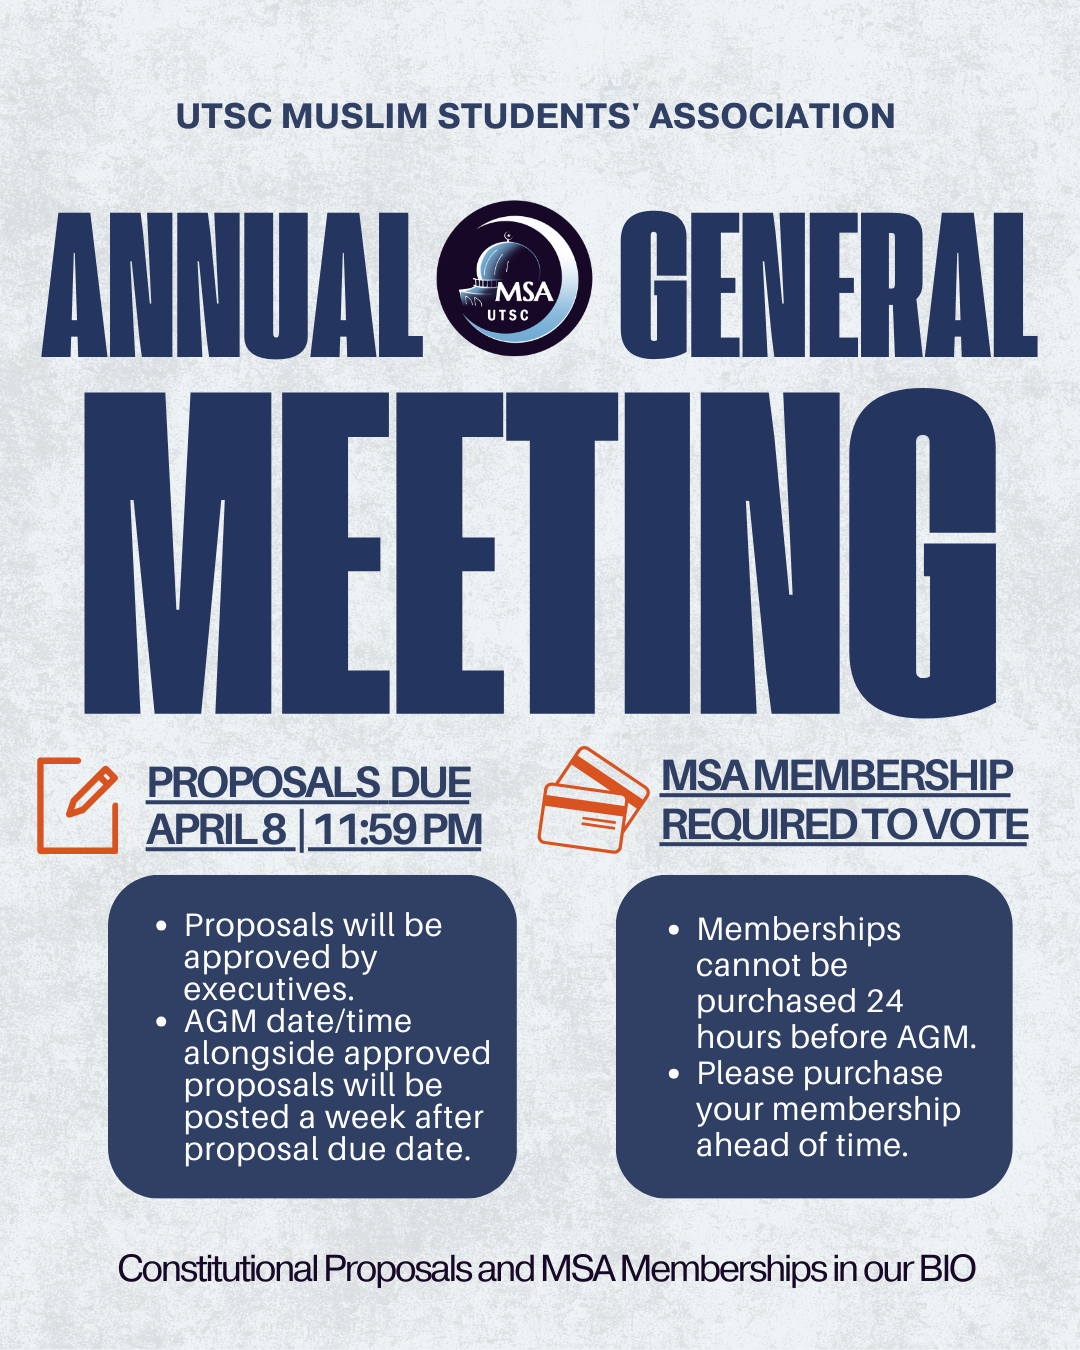 UTSC MUSLIM STUDENTS' ASSOCIATION
ANNUAL GENERAL
MSA
UTSC
MEETING
PROPOSALS DUE
APRIL 8 | 11:59 PM
MSA MEMBERSHIP
REQUIRED TO VOTE
• Proposals will be
approved by
executives.
• AGM date/time
alongside approved
proposals will be
posted a week after
proposal due date.
• Memberships
cannot be
purchased 24
hours before AGM.
• Please purchase
your membership
ahead of time.
Constitutional Proposals and MSA Memberships in our BIO